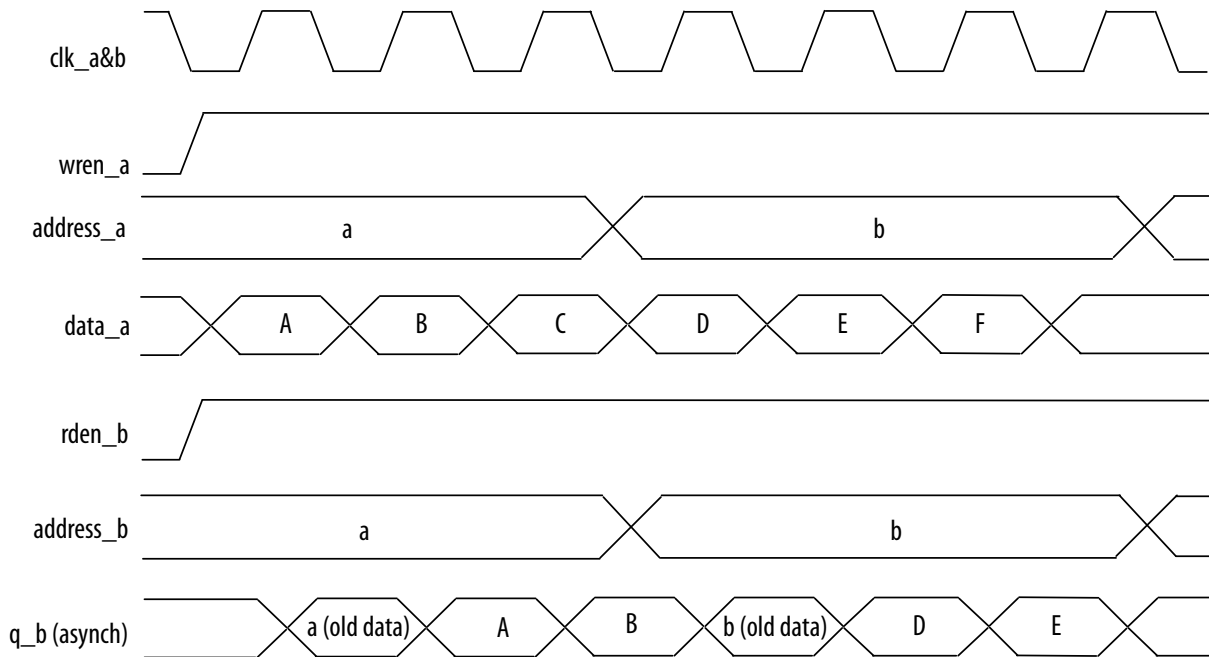 clk_a&b
wren_a
address_a a b
data_a A B C D E F
rden_b
address_b a b
q_b (asynch) a (old data) A B b (old data) D E